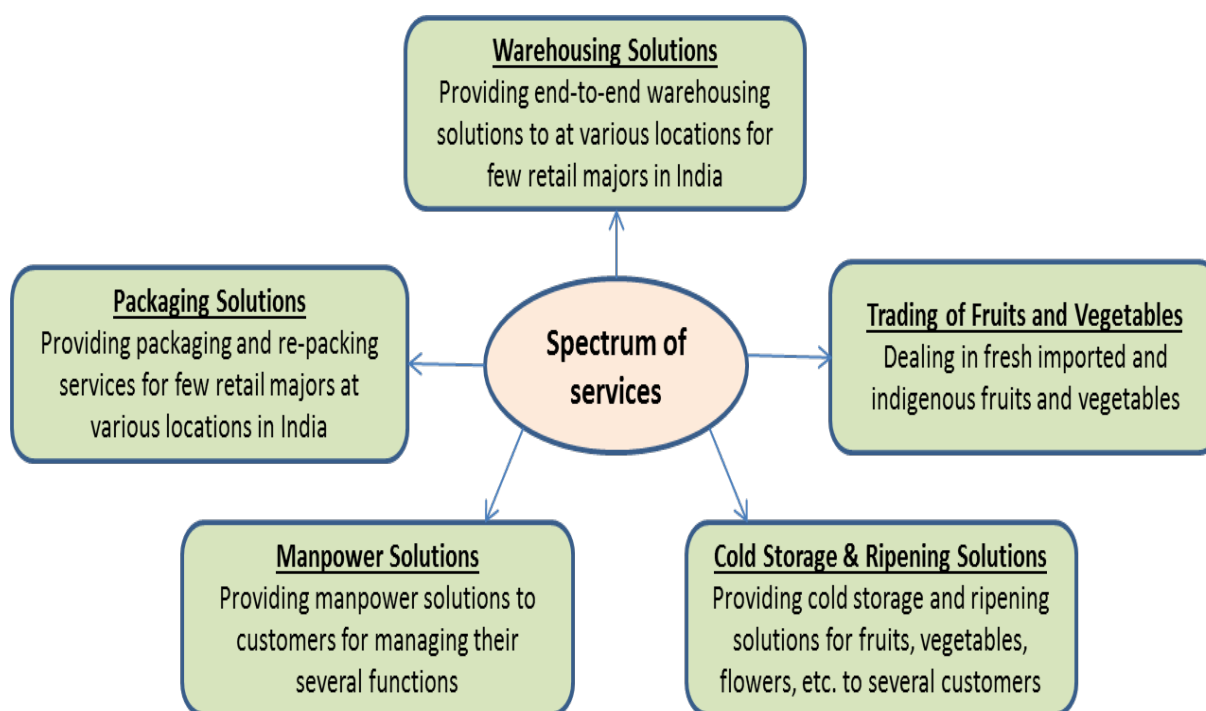 Warehousing Solutions
Providing end-to-end warehousing
solutions to at various locations for
few retail majors in India
Packaging Solutions
Providing packaging and re-packing
services for few retail majors at
various locations in India
Spectrum of
services
Trading of Fruits and Vegetables
Dealing in fresh imported and
indigenous fruits and vegetables
Manpower Solutions
Providing manpower solutions to
customers for managing their
several functions
Cold Storage & Ripening Solutions
Providing cold storage and ripening
solutions for fruits, vegetables,
flowers, etc. to several customers